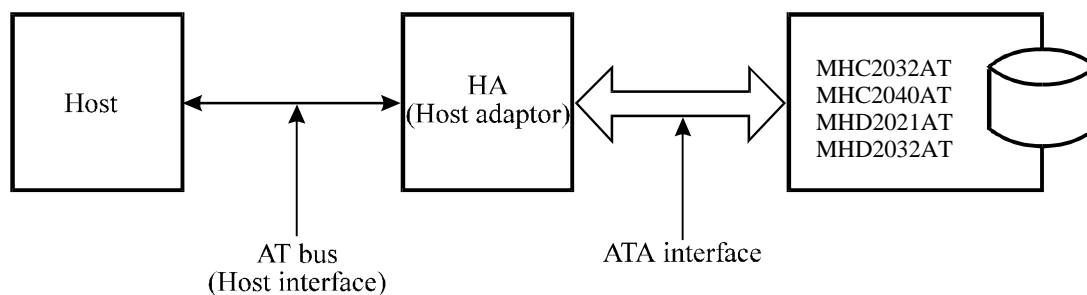 Host
HA
(Host adaptor)
MHC2032AT
MHC2040AT
MHD2021AT
MHD2032AT
AT bus
(Host interface)
ATA interface